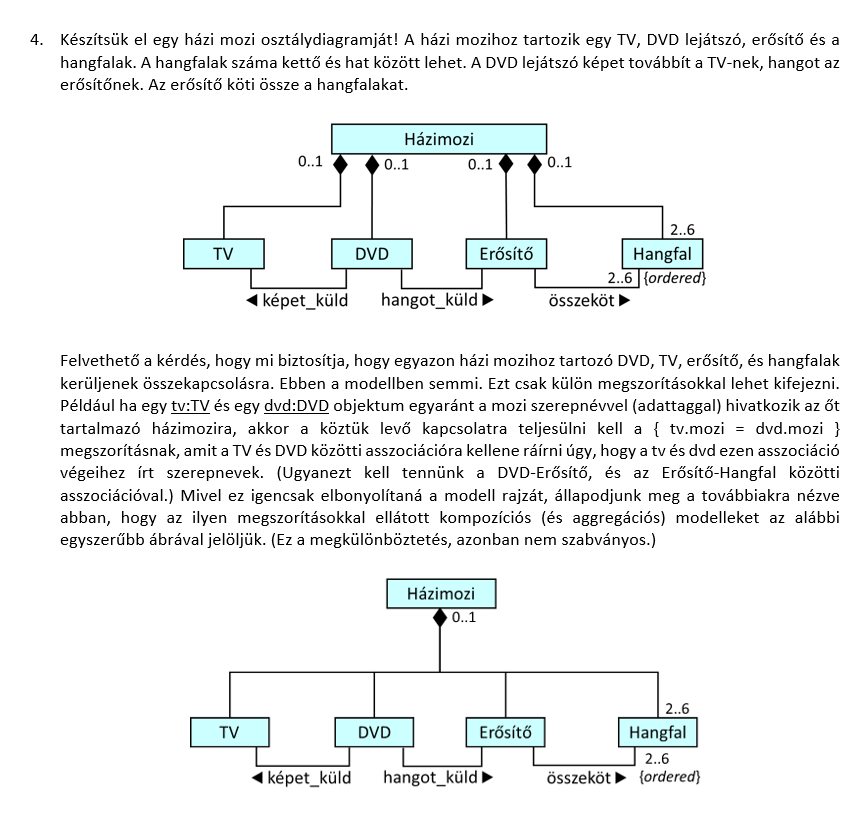 4. Készítsük el egy házi mozi osztálydiagramját! A házi mozihoz tartozik egy TV, DVD lejátszó, erősítő és a
hangfalak. A hangfalak száma kettő és hat között lehet. A DVD lejátszó képet továbbít a TV-nek, hangot az
erősítőnek. Az erősítő köti össze a hangfalakat.
Házimozi
0..1 0..1 0..1 0..1
2..6
TV DVD Erősítő Hangfal
2..6 {ordered}
◀ képet_küld hangot_küld ▶ összeköt ▶
Felvethető a kérdés, hogy mi biztosítja, hogy egyazon házi mozihoz tartozó DVD, TV, erősítő, és hangfalak
kerüljenek összekapcsolásra. Ebben a modellben semmi. Ezt csak külön megszorításokkal lehet kifejezni.
Például ha egy tv:TV és egy dvd:DVD objektum egyaránt a mozi szerepnévvel (adattaggal) hivatkozik az őt
tartalmazó házimozira, akkor a köztük levő kapcsolatra teljesülni kell a { tv.mozi = dvd.mozi }
megszorításnak, amit a TV és DVD közötti asszociációra kellene ráírni úgy, hogy a tv és dvd ezen asszociáció
végeihez írt szerepnevek. (Ugyanezt kell tennünk a DVD-Erősítő, és az Erősítő-Hangfal közötti
asszociációval.) Mivel ez igencsak elbonyolítaná a modell rajzát, állapodjunk meg a továbbiakra nézve
abban, hogy az ilyen megszorításokkal ellátott kompozíciós (és aggregációs) modelleket az alábbi
egyszerűbb ábrával jelöljük. (Ez a megkülönböztetés, azonban nem szabványos.)
Házimozi
0..1
2..6
TV DVD Erősítő Hangfal
2..6
◀ képet_küld hangot_küld ▶ összeköt ▶ {ordered}